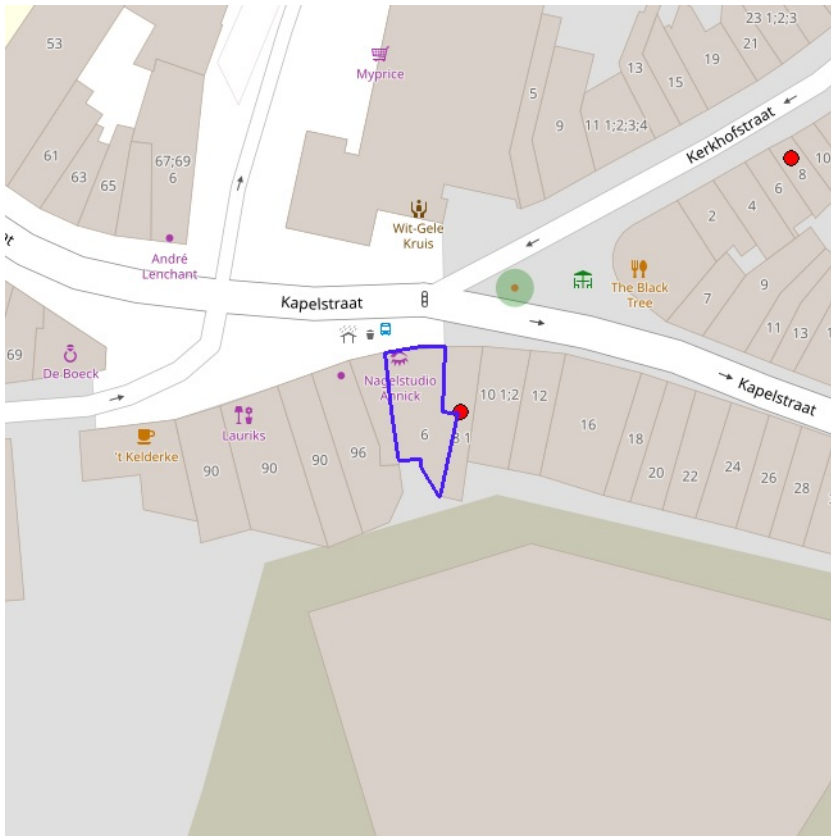 53
Myprice
23 1;2;3
21
19
13
15
5
9
11 1;2;3;4
Kerkhofstraat
10
8
6
4
2
61
63
65
67;69
6
Wit-Gele
Kruis
André
Lenchant
The Black
Tree
7
9
11
13
Kapelstraat
69
De Boeck
Nagelstudio
Annick
Kapelstraat
10 1;2
12
16
18
20
22
24
26
28
Lauriks
't Kelderke
90
90
90
96
6
8 1